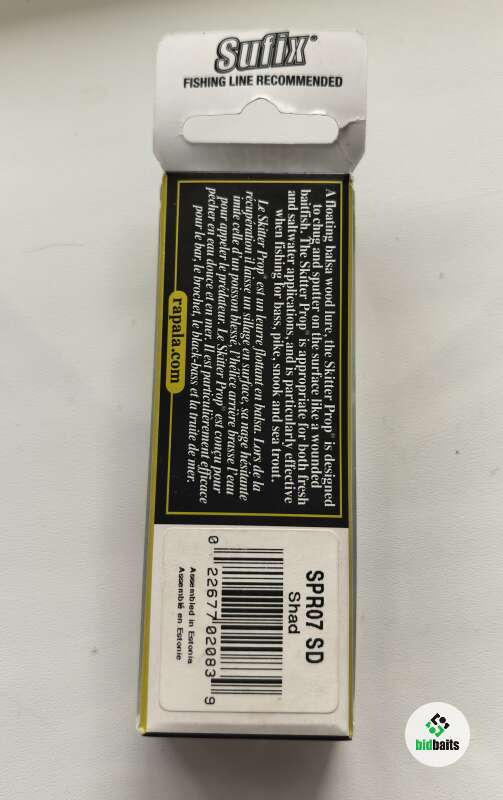 Sufix®
FISHING LINE RECOMMENDED
A floating balsa wood lure, the Skitter Prop® is designed
to chug and sputter on the surface like a wounded
baitfish. The Skitter Prop® is appropriate for both fresh
and saltwater applications, and is particularly effective
when fishing for bass, pike, snook and sea trout.
Le Skitter Prop® est un leurre flottant en balsa. Lors de la
récupération il laisse un sillage en surface, sa nage hésitante
imite celle d'un poisson blessé, l'hélice arrière brasse l'eau
pour appeler le prédateur. Le Skitter Prop® est conçu pour
pêcher en eau douce et en mer. Il est particulièrement efficace
pour le bar, le brochet, le black-bass et la truite de mer.
rapala.com
SPR07 SD
Shad
0 22677 02083 9
Assembled in Estonia
Assemblé en Estonie
bidbaits